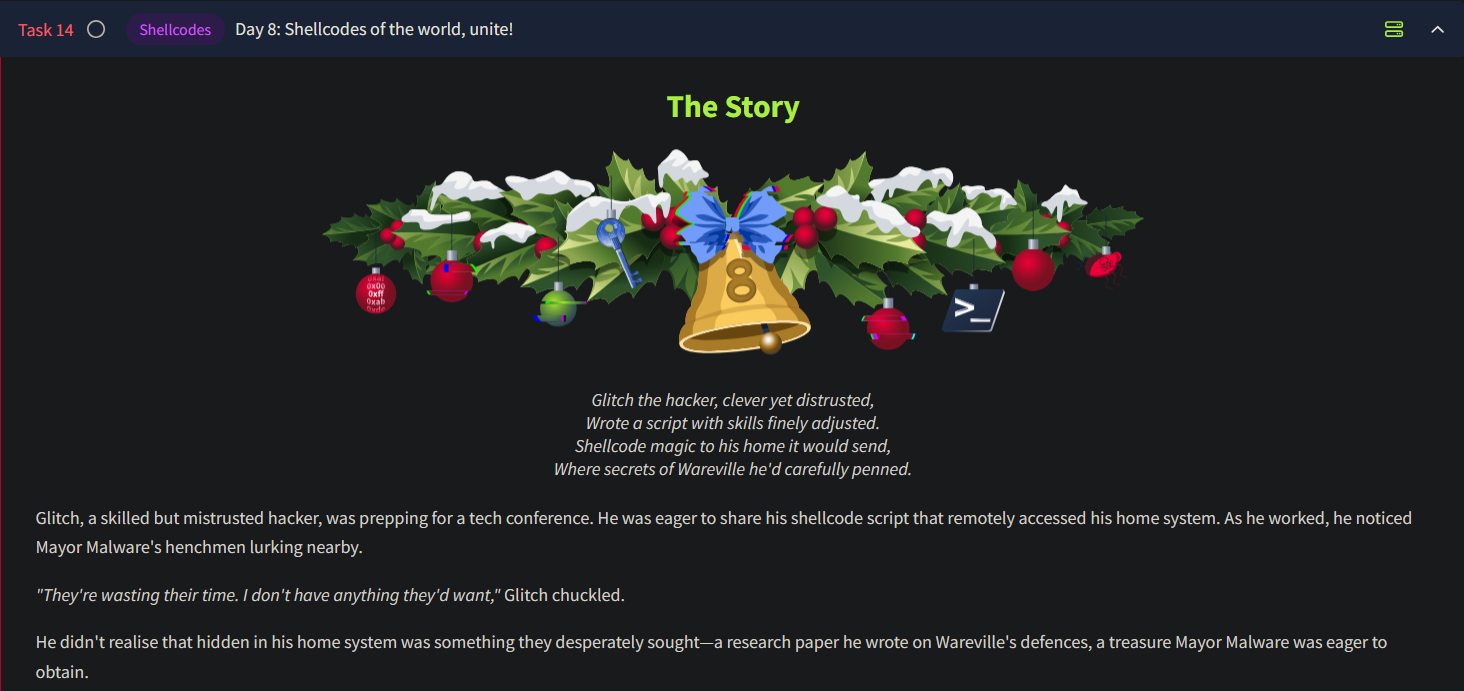 Task 14 Shellcodes Day 8: Shellcodes of the world, unite!
The Story
0x00
0xff
0xab
8
>_
Glitch the hacker, clever yet distrusted,
Wrote a script with skills finely adjusted.
Shellcode magic to his home it would send,
Where secrets of Wareville he'd carefully penned.
Glitch, a skilled but mistrusted hacker, was prepping for a tech conference. He was eager to share his shellcode script that remotely accessed his home system. As he worked, he noticed
Mayor Malware's henchmen lurking nearby.
"They're wasting their time. I don't have anything they'd want," Glitch chuckled.
He didn't realise that hidden in his home system was something they desperately sought—a research paper he wrote on Wareville's defences, a treasure Mayor Malware was eager to
obtain.